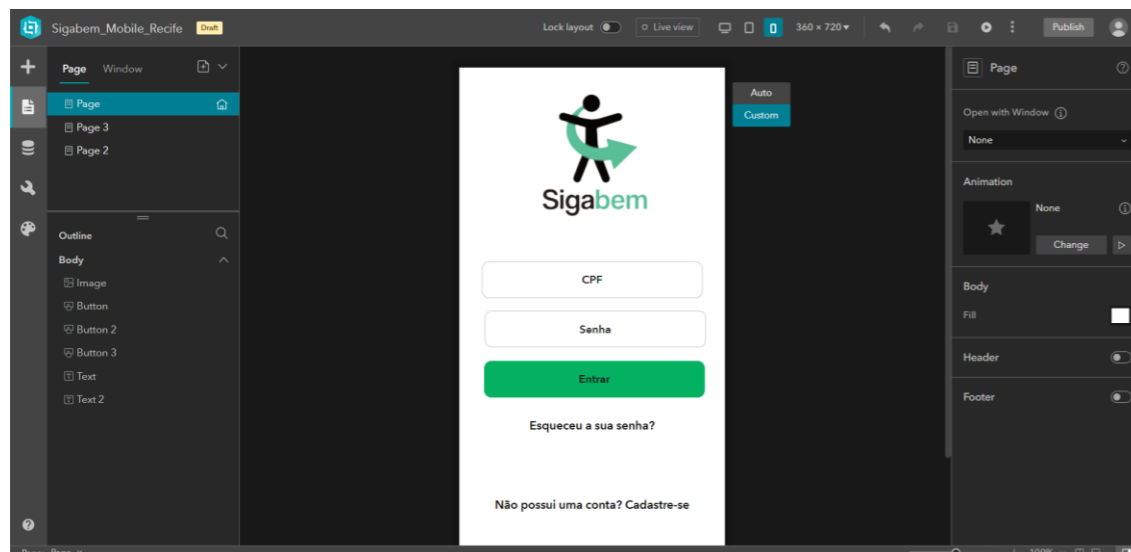 Sigabem_Mobile_Recife Draft
Lock layout Live view 360 × 720 Publish
Page Window
Page
Page 3
Page 2
Outline
Body
Image
Button
Button 2
Button 3
Text
Text 2
Auto
Custom
Sigabem
CPF
Senha
Entrar
Esqueceu a sua senha?
Não possui uma conta? Cadastre-se
Page
Open with Window
None
Animation
None
Change
Body
Fill
Header
Footer
100%